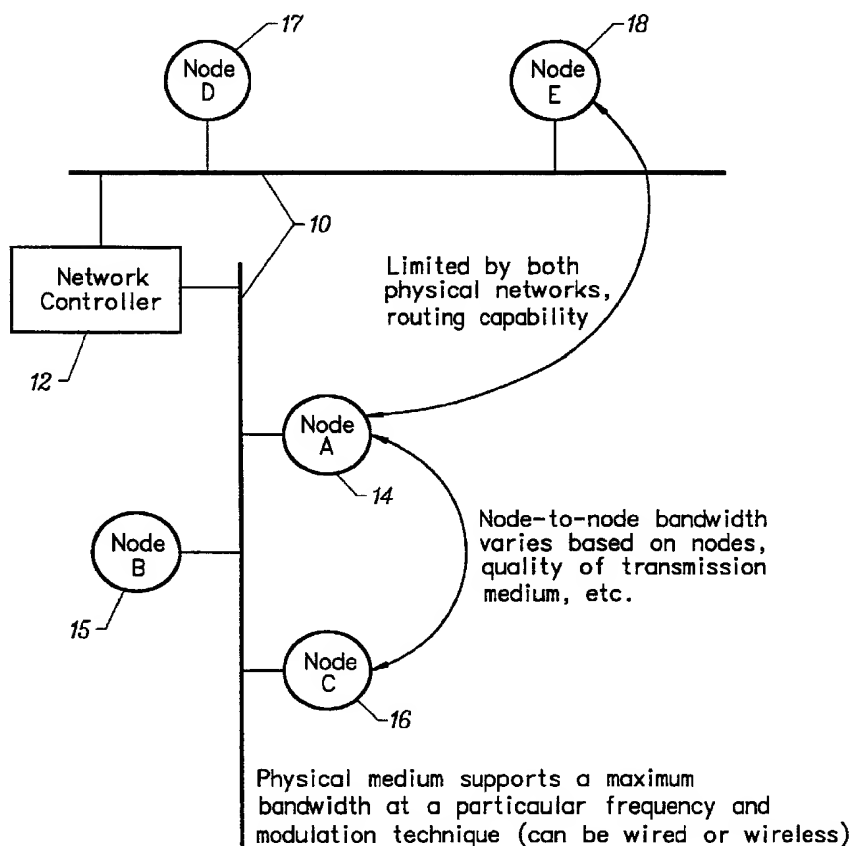 17
18
Node
D
Node
E
10
Network
Controller
12
Limited by both
physical networks,
routing capability
Node
A
14
Node
B
15
Node-to-node bandwidth
varies based on nodes,
quality of transmission
medium, etc.
Node
C
16
Physical medium supports a maximum
bandwidth at a particaular frequency and
modulation technique (can be wired or wireless)